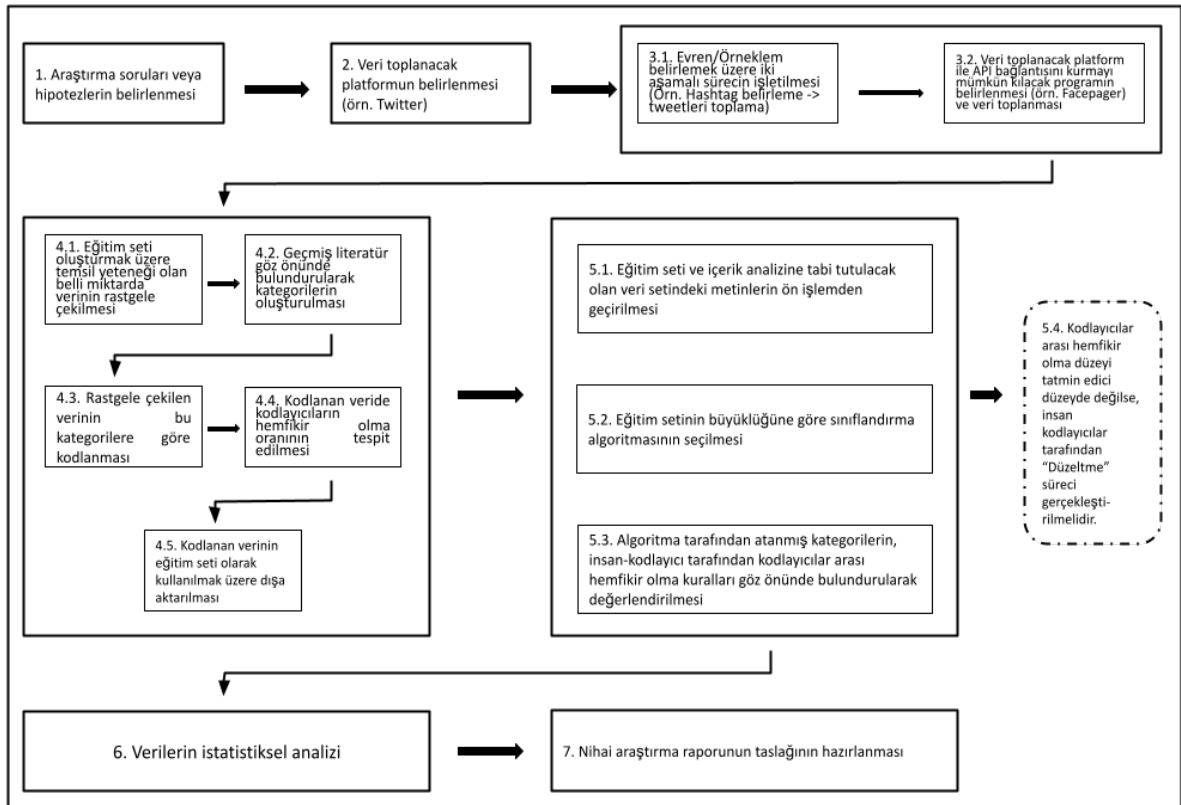 1. Araştırma soruları veya
hipotezlerin belirlenmesi
2. Veri toplanacak
platformun belirlenmesi
(örn. Twitter)
3.1. Evren/Örneklem
belirlemek üzere iki
aşamalı sürecin işletilmesi
(Örn. Hashtag belirleme ->
tweetleri toplama)
3.2. Veri toplanacak platform
ile API bağlantısını kurmayı
mümkün kılacak programın
belirlenmesi (örn. Facepager)
ve veri toplanması
4.1. Eğitim seti
oluşturmak üzere
temsil yeteneği olan
belli miktarda
verinin rastgele
çekilmesi
4.2. Geçmiş literatür
göz önünde
bulundurularak
kategorilerin
oluşturulması
4.3. Rastgele çekilen
verinin bu
kategorilere göre
kodlanması
4.4. Kodlanan veride
kodlayıcıların
hemfikir olma
oranının tespit
edilmesi
4.5. Kodlanan verinin
eğitim seti olarak
kullanılmak üzere dışa
aktarılması
5.1. Eğitim seti ve içerik analizine tabi tutulacak
olan veri setindeki metinlerin ön işlemden
geçirilmesi
5.2. Eğitim setinin büyüklüğüne göre sınıflandırma
algoritmasının seçilmesi
5.3. Algoritma tarafından atanmış kategorilerin,
insan-kodlayıcı tarafından kodlayıcılar arası
hemfikir olma kuralları göz önünde bulundurularak
değerlendirilmesi
5.4. Kodlayıcılar
arası hemfikir
olma düzeyi
tatmin edici
düzeyde değilse,
insan
kodlayıcılar
tarafından
“Düzeltme”
süreci
gerçekleşti-
rilmelidir.
6. Verilerin istatistiksel analizi
7. Nihai araştırma raporunun taslağının hazırlanması